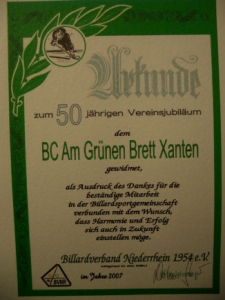 Urkunde
zum 50 jährigen Vereinsjubiläum
dem
BC Am Grünen Brett Xanten
gewidmet,
als Ausdruck des Dankes für die
beständige Mitarbeit
in der Billardsportgemeinschaft
verbunden mit dem Wunsch,
dass Harmonie und Erfolg
sich auch in Zukunft
einstellen möge.
Billardverband Niederrhein 1954 e.V.
im Jahre 2007